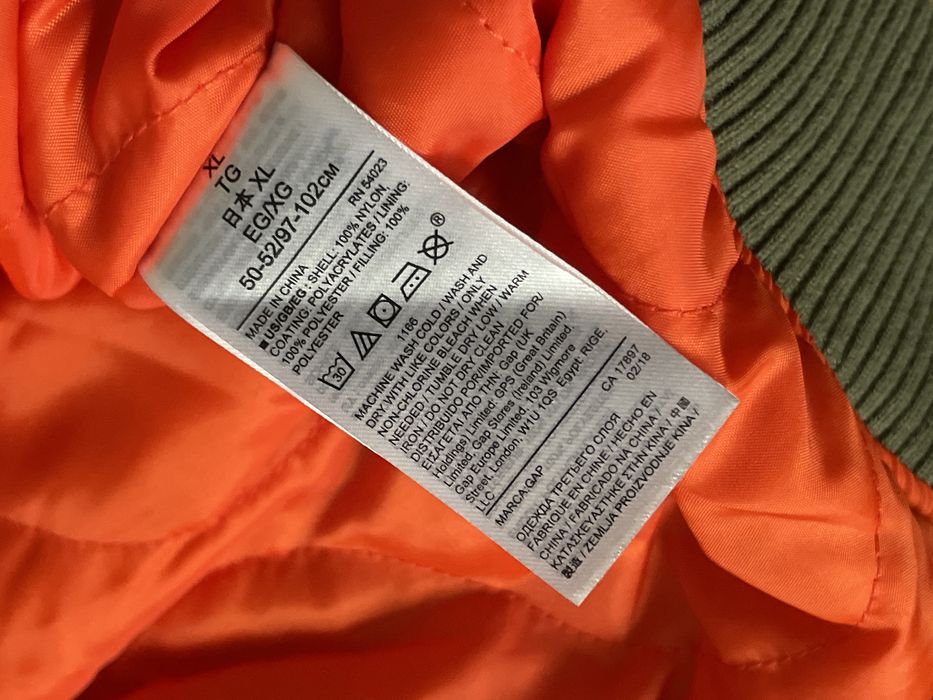 XL
TG
日本 XL
EG/XG
50-52/97-102CM
RN 54023
MADE IN CHINA
■ US/GB/EG : SHELL: 100% NYLON,
COATING: POLYACRYLATES / LINING:
100% POLYESTER / FILLING: 100%
POLYESTER
30
®
1166
MACHINE WASH COLD / WASH AND
DRY WITH LIKE COLORS / ONLY
NON-CHLORINE BLEACH WHEN
NEEDED / TUMBLE DRY LOW / WARM
IRON / DO NOT DRY CLEAN
DISTRIBUIDO POR/IMPORTED FOR/
ΕΙΣΑΓΕΤΑΙ ΑΠΟ ΤΗΝ: Gap (UK
Holdings) Limited. GPS (Great Britain)
Limited. Gap Stores (Ireland) Limited.
Gap Europe Limited. 103 Wigmore
Street. London. W1U 1QS Egypt: RIGE,
LLC
CA 17897
02/18
MARCA:GAP
ОДЕЖДА ТРЕТЬЕГО СЛОЯ
FABRIQUE EN CHINE / HECHO EN
CHINA / FABRICADO NA CHINA /
ΚΑΤΑΣΚΕΥΑΣΤΗΚΕ ΣΤΗΝ ΚΙΝΑ / 中国
製造 / ZEMLJA PROIZVODNJE KINA /